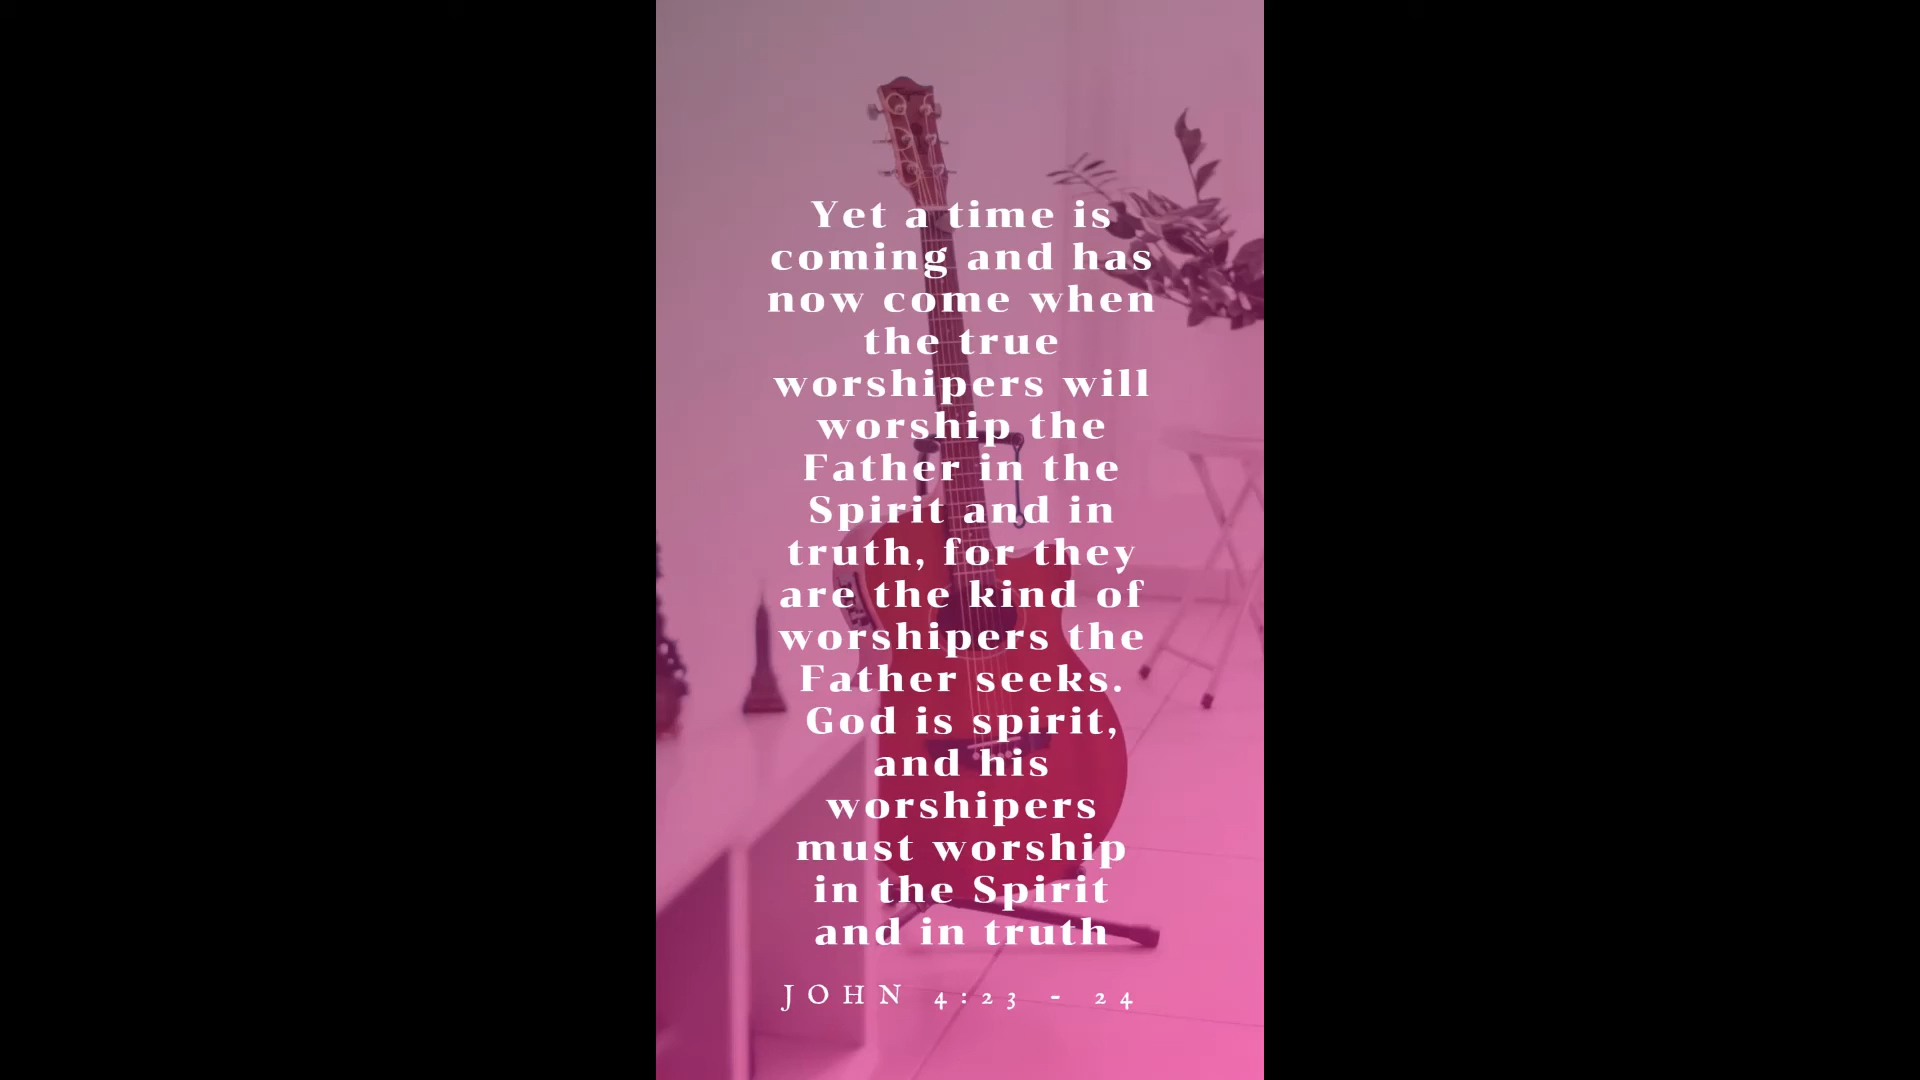 Yet a time is
coming and has
now come when
the true
worshipers will
worship the
Father in the
Spirit and in
truth, for they
are the kind of
worshipers the
Father seeks.
God is spirit,
and his
worshipers
must worship
in the Spirit
and in truth
JOHN 4:23 - 24